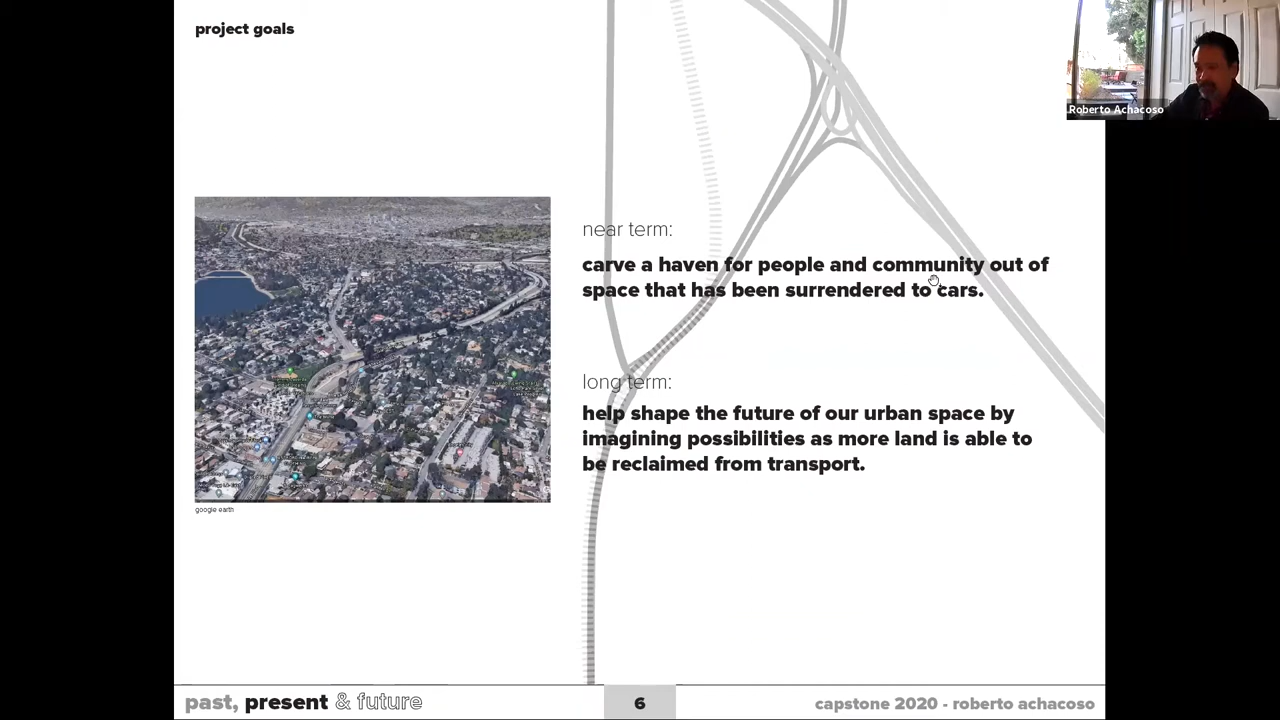 project goals
Roberto Achacoso
near term:
carve a haven for people and community out of
space that has been surrendered to cars.
long term:
help shape the future of our urban space by
imagining possibilities as more land is able to
be reclaimed from transport.
google earth
past, present & future
6
capstone 2020 - roberto achacoso